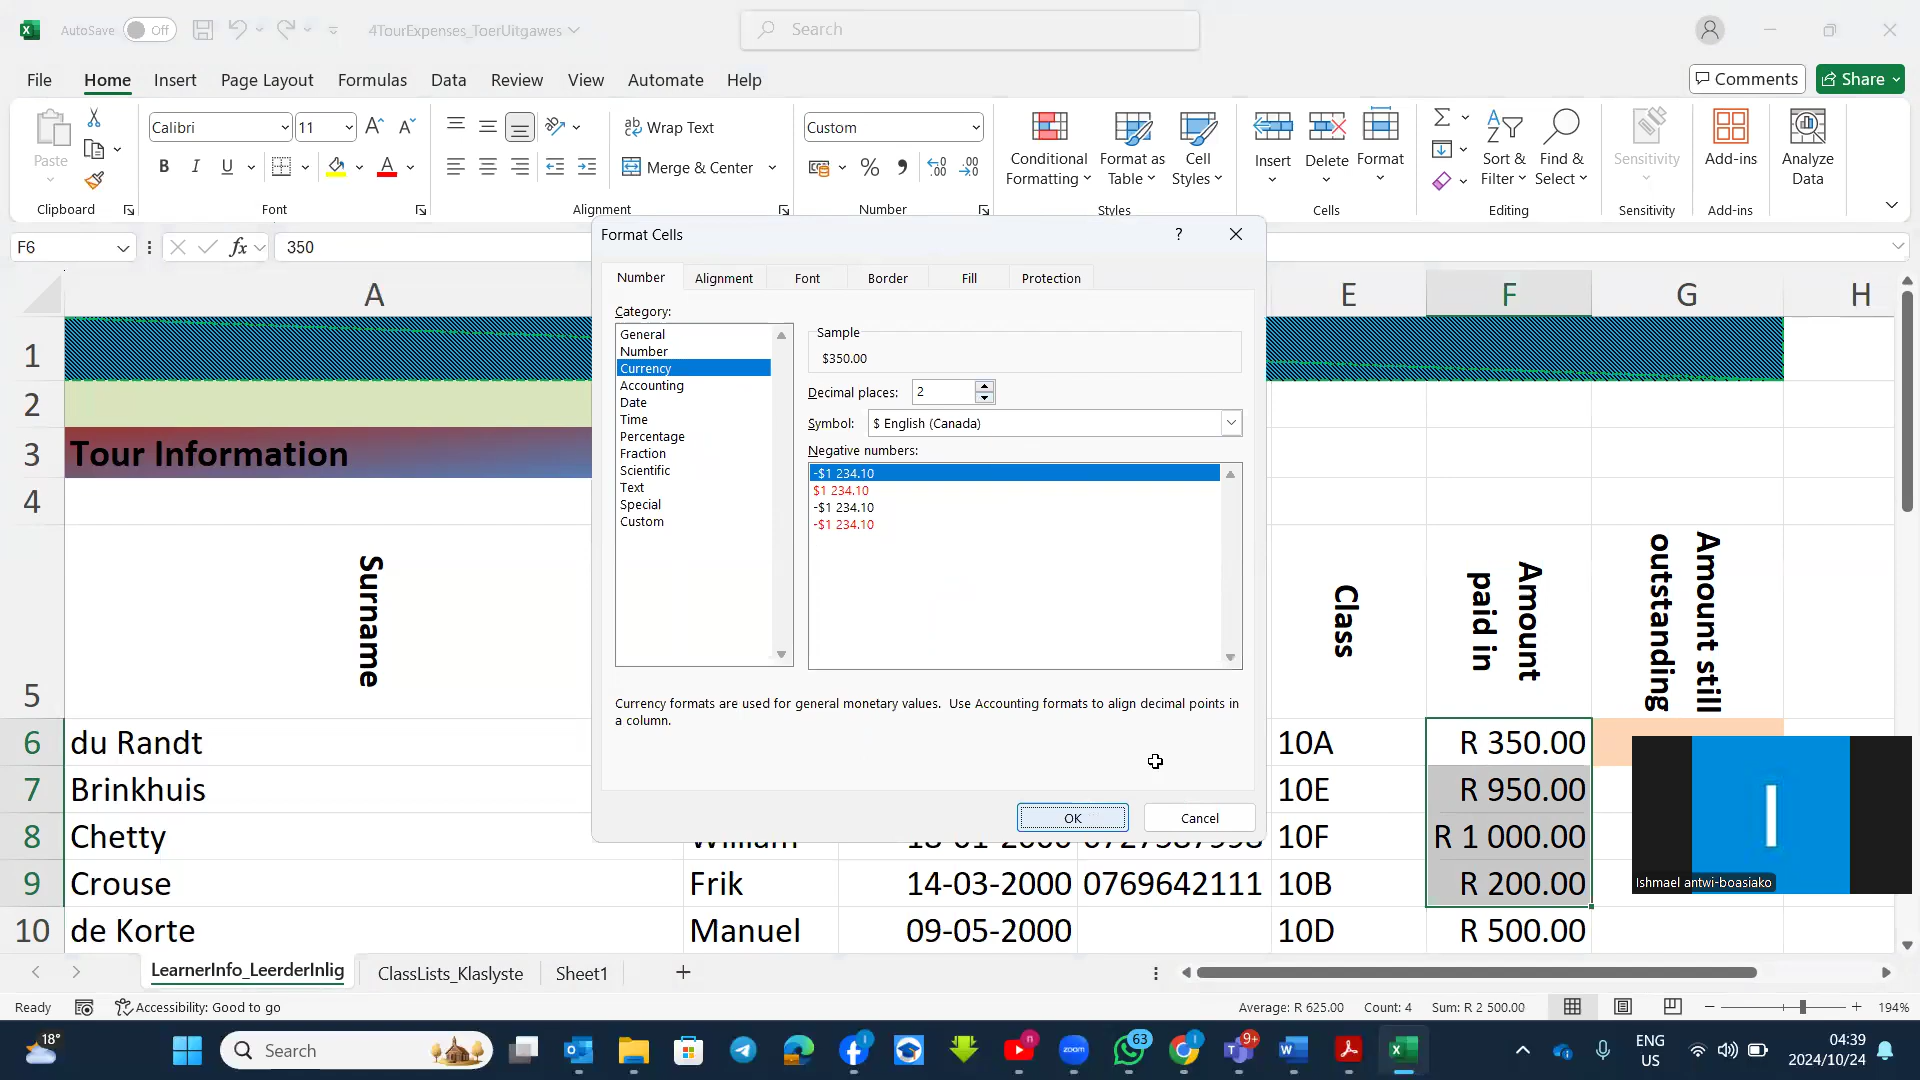 AutoSave
Off
4TourExpenses_ToerUitgawes
Search
File
Home
Insert
Page Layout
Formulas
Data
Review
View
Automate
Help
Comments
Share
Paste
Clipboard
Calibri
11
B
I
U
Font
Wrap Text
Merge & Center
Alignment
Custom
Number
Conditional
Formatting
Format as
Table
Cell
Styles
Styles
Insert
Delete
Format
Cells
Sort &
Filter
Find &
Select
Editing
Sensitivity
Sensitivity
Add-ins
Add-ins
Analyze
Data
F6
fx
350
Format Cells
?
Number
Alignment
Font
Border
Fill
Protection
Category:
General
Number
Currency
Accounting
Date
Time
Percentage
Fraction
Scientific
Text
Special
Custom
Sample
$350.00
Decimal places:
2
Symbol:
$ English (Canada)
Negative numbers:
-$1 234.10
$1 234.10
-$1 234.10
-$1 234.10
Currency formats are used for general monetary values.  Use Accounting formats to align decimal points in
a column.
OK
Cancel
A
E
F
G
H
1
2
3
Tour Information
4
5
Surname
Class
Amount
paid in
Amount still
outstanding
6
du Randt
10A
R 350.00
7
Brinkhuis
10E
R 950.00
8
Chetty
William
18-01-2000
0727587998
10F
R 1 000.00
9
Crouse
Frik
14-03-2000
0769642111
10B
R 200.00
10
de Korte
Manuel
09-05-2000
10D
R 500.00
I
Ishmael antwi-boasiako
LearnerInfo_LeerderInlig
ClassLists_Klaslyste
Sheet1
Ready
Accessibility: Good to go
Average: R 625.00
Count: 4
Sum: R 2 500.00
194%
18°
Search
63
9+
ENG
US
04:39
2024/10/24